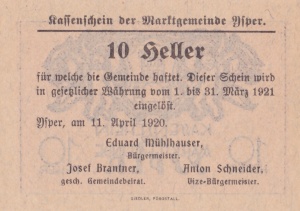 Kassenschein der Marktgemeinde Ysper.
10 Heller
für welche die Gemeinde haftet. Dieser Schein wird
in gesetzlicher Währung vom 1. bis 31. März 1921
eingelöst.
Ysper, am 11. April 1920.
Eduard Mühlhauser,
Bürgermeister.
Josef Brantner, Anton Schneider,
gesch. Gemeindebeirat. Vize-Bürgermeister.